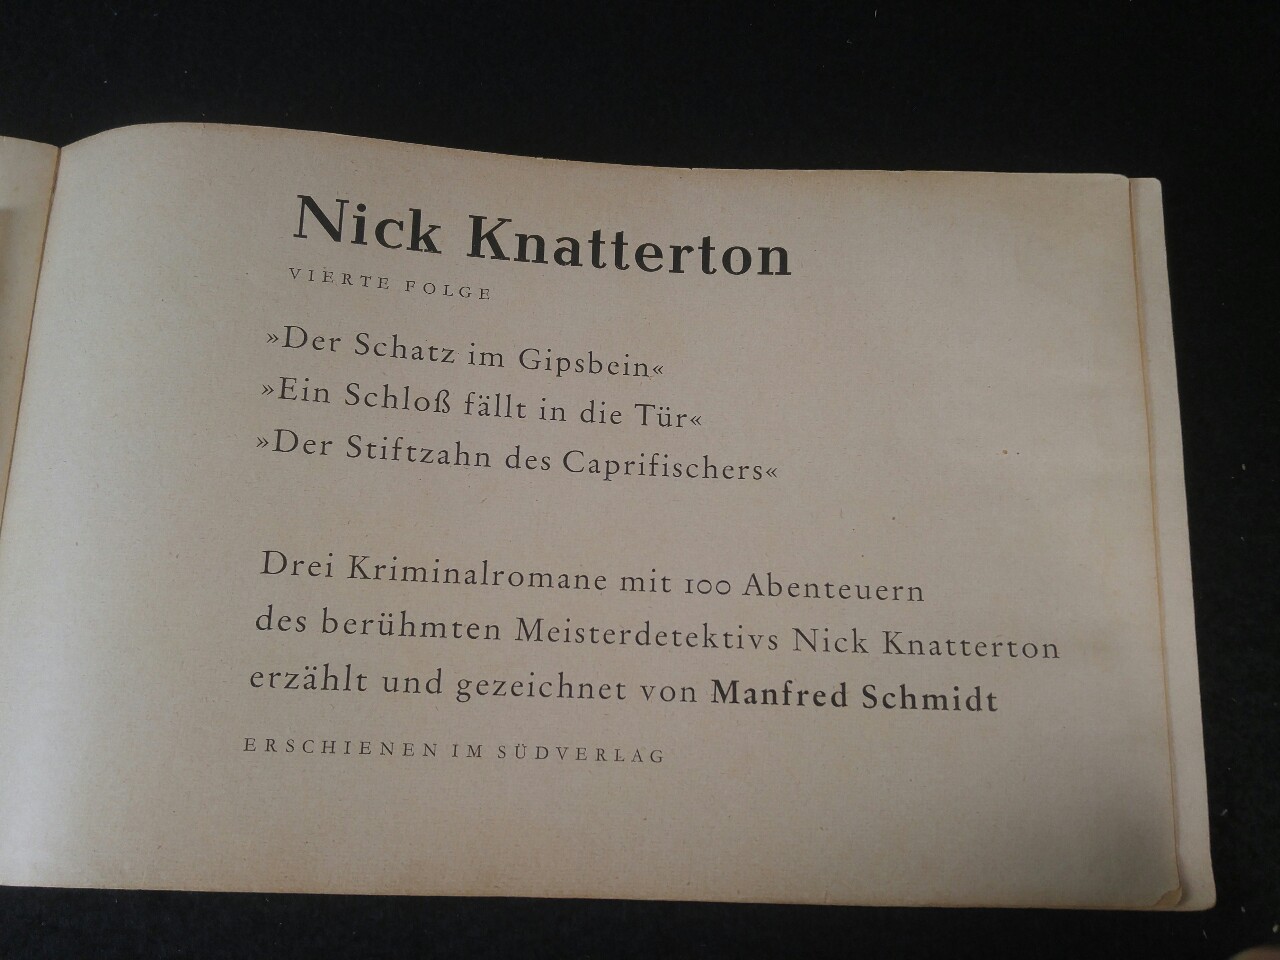 Nick Knatterton
VIERTE FOLGE
»Der Schatz im Gipsbein«
»Ein Schloß fällt in die Tür«
»Der Stiftzahn des Caprifischers«
Drei Kriminalromane mit 100 Abenteuern
des berühmten Meisterdetektivs Nick Knatterton
erzählt und gezeichnet von Manfred Schmidt
ERSCHIENEN IM SÜDVERLAG